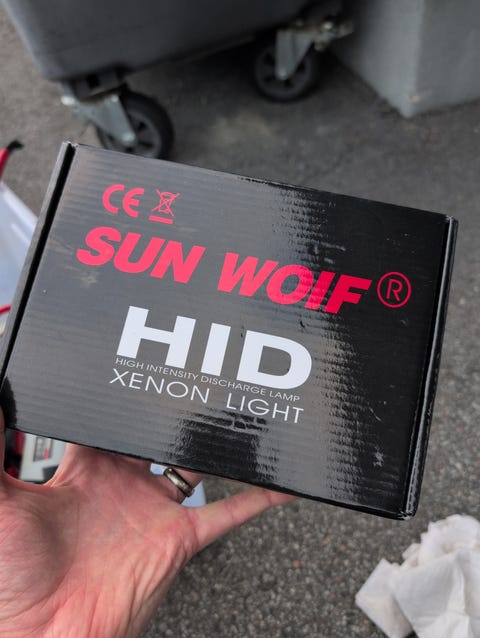 CE
SUN WOIF ®
HID
HIGH INTENSITY DISCHARGE LAMP
XENON LIGHT